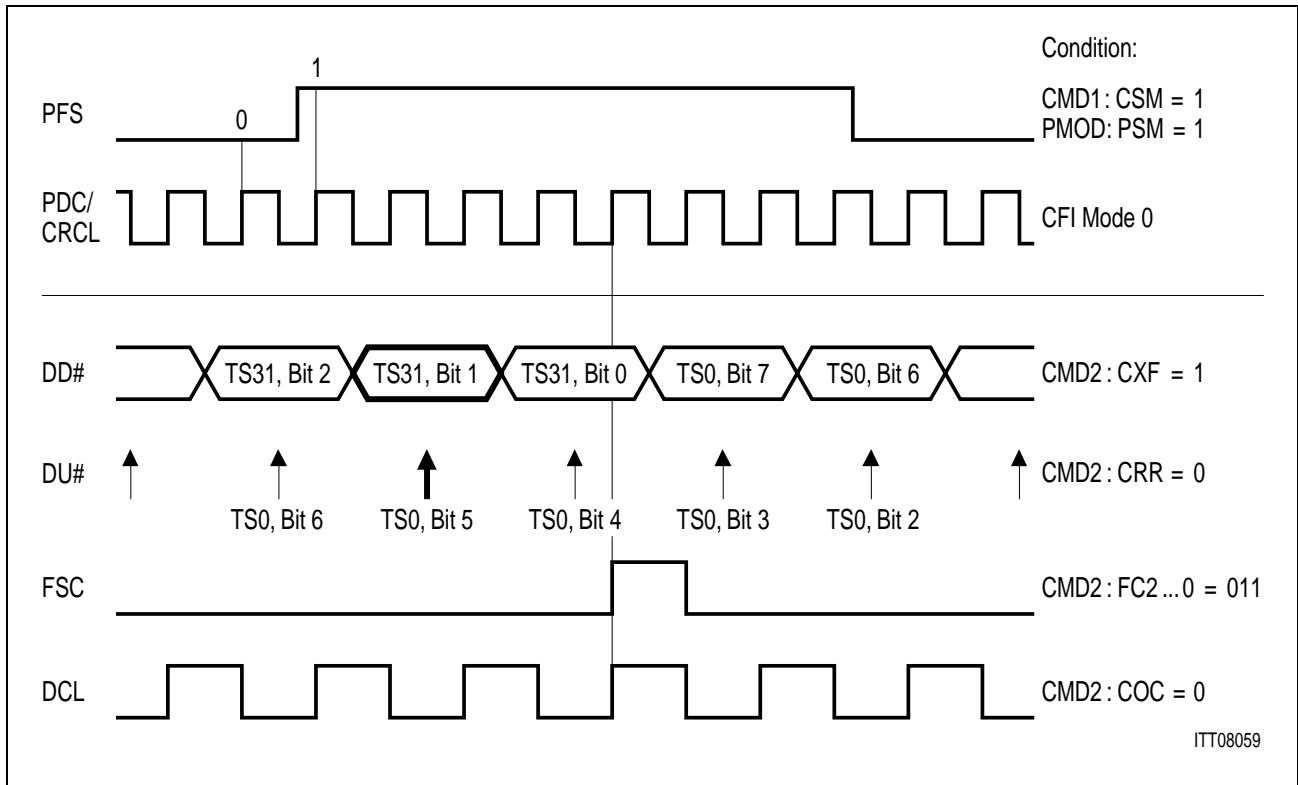 Condition:
1
CMD1: CSM = 1
PFS
0
PMOD: PSM = 1
PDC/
CRCL
CFI Mode 0
DD#
TS31, Bit 2
TS31, Bit 1
TS31, Bit 0
TS0, Bit 7
TS0, Bit 6
CMD2: CXF = 1
DU#
CMD2: CRR = 0
TS0, Bit 6
TS0, Bit 5
TS0, Bit 4
TS0, Bit 3
TS0, Bit 2
FSC
CMD2: FC2...0 = 011
DCL
CMD2: COC = 0
ITT08059